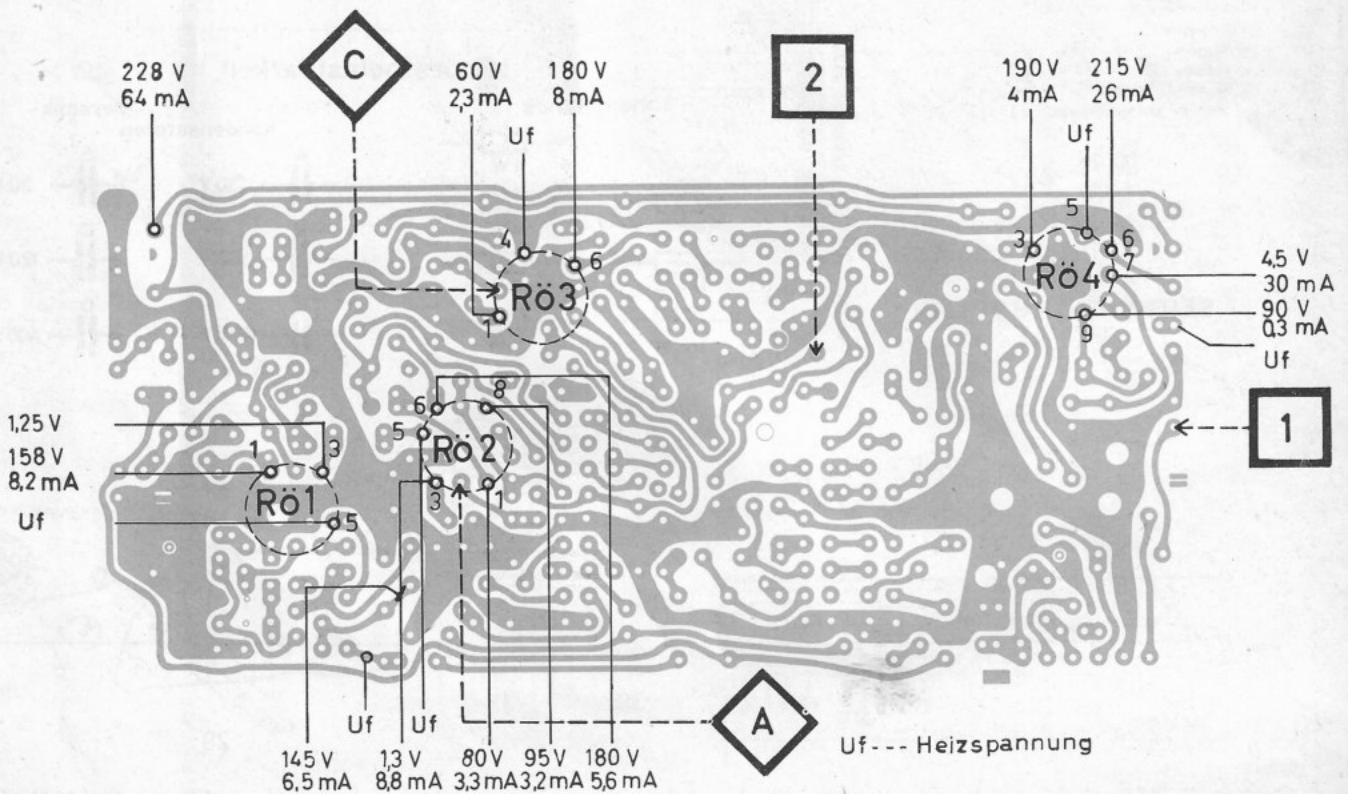 C
2
228 V
64 mA
60 V
2,3 mA
180 V
8 mA
190 V
4 mA
215 V
26 mA
Uf
Uf
5
4
6
3
6
7
Rö3
Rö4
1
9
4,5 V
30 mA
90 V
0,3 mA
Uf
1,25 V
158 V
8,2 mA
Uf
6
8
5
Rö 2
3
1
1
3
Rö1
5
1
Uf
Uf
A
Uf --- Heizspannung
145 V
6,5 mA
1,3 V
8,8 mA
80 V
3,3 mA
95 V
3,2 mA
180 V
5,6 mA